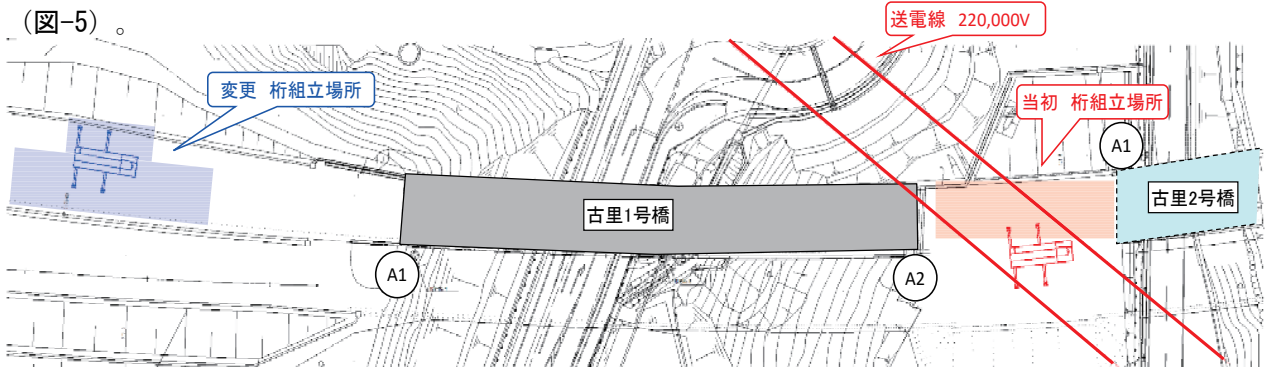 (図-5)。
送電線 220,000V
変更 桁組立場所
当初 桁組立場所
A1
古里2号橋
古里1号橋
A1
A2